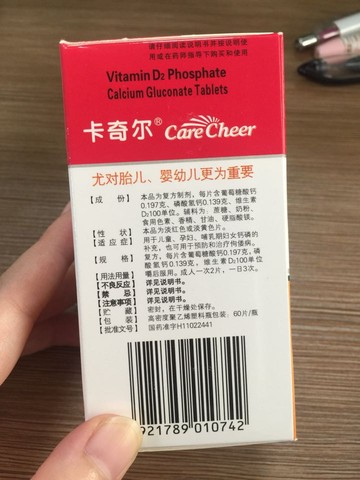 请仔细阅读说明书并按说明使
用或在药师指导下购买和使用
Vitamin D₂ Phosphate
Calcium Gluconate Tablets
卡奇尔® CareCheer
尤对胎儿、婴幼儿更为重要
【成 份】 本品为复方制剂，每片含葡萄糖酸钙
0.197克、磷酸氢钙0.139克、维生素
D₂100单位。辅料为：蔗糖、奶粉、
食用色素、香精、甘油、硬脂酸镁。
【性 状】 本品为淡红色或淡黄色片。
【适应症】 用于儿童、孕妇、哺乳期妇女钙磷的
补充，也可用于预防和治疗佝偻病。
【规 格】 复方，每片含葡萄糖酸钙0.197克，磷
酸氢钙0.139克，维生素D₂100单位
【用法用量】 嚼后服用。成人一次2片，一日3次。
【不良反应】 详见说明书。
【禁 忌】 详见说明书。
【注意事项】 详见说明书。
【贮 藏】 密封，在干燥处保存。
【包 装】 高密度聚乙烯塑料瓶包装：60片/瓶
【批准文号】 国药准字H11022441
921789 010742